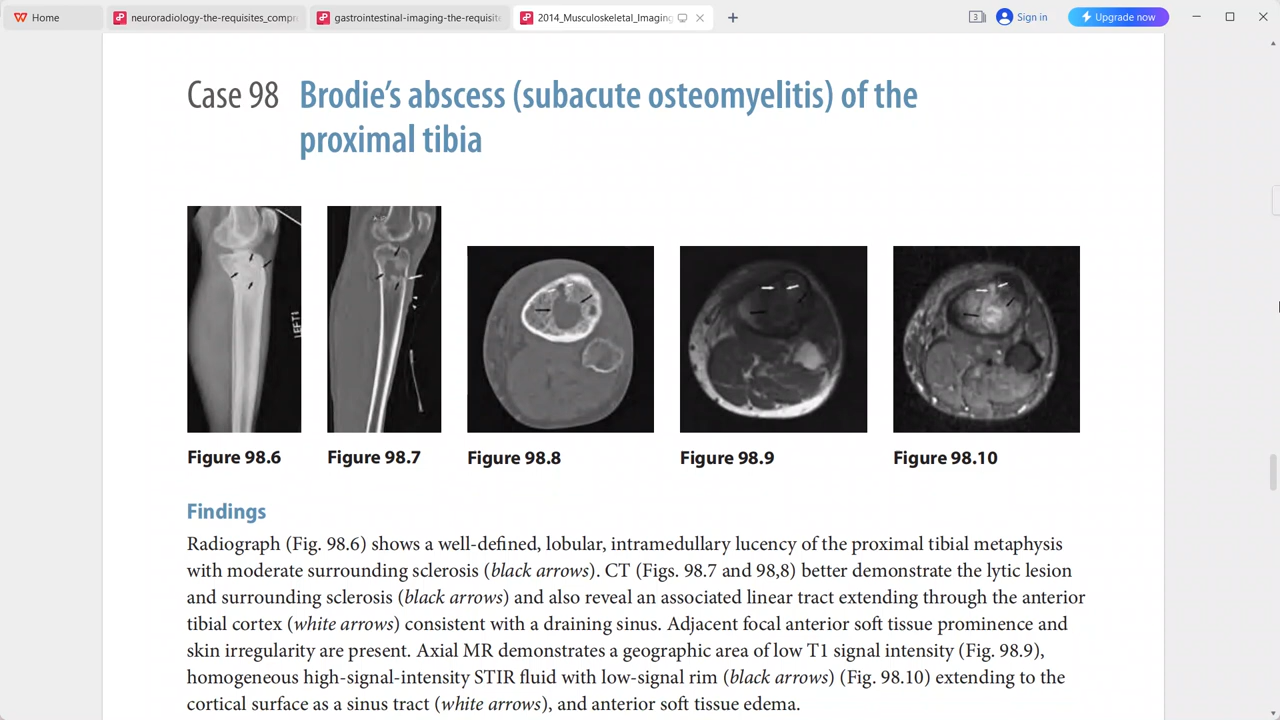 Home
neuroradiology-the-requisites_compr
gastrointestinal-imaging-the-requisite
2014_Musculoskeletal_Imaging
3
Sign in
Upgrade now
Case 98 Brodie’s abscess (subacute osteomyelitis) of the
proximal tibia
LEFT
Figure 98.6
Figure 98.7
Figure 98.8
Figure 98.9
Figure 98.10
Findings
Radiograph (Fig. 98.6) shows a well-defined, lobular, intramedullary lucency of the proximal tibial metaphysis
with moderate surrounding sclerosis (black arrows). CT (Figs. 98.7 and 98,8) better demonstrate the lytic lesion
and surrounding sclerosis (black arrows) and also reveal an associated linear tract extending through the anterior
tibial cortex (white arrows) consistent with a draining sinus. Adjacent focal anterior soft tissue prominence and
skin irregularity are present. Axial MR demonstrates a geographic area of low T1 signal intensity (Fig. 98.9),
homogeneous high-signal-intensity STIR fluid with low-signal rim (black arrows) (Fig. 98.10) extending to the
cortical surface as a sinus tract (white arrows), and anterior soft tissue edema.